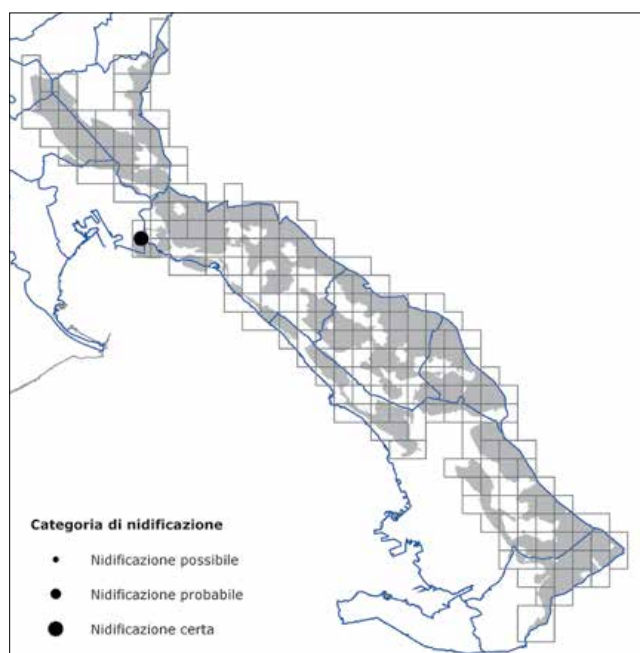 Categoria di nidificazione
Nidificazione possibile
Nidificazione probabile
Nidificazione certa